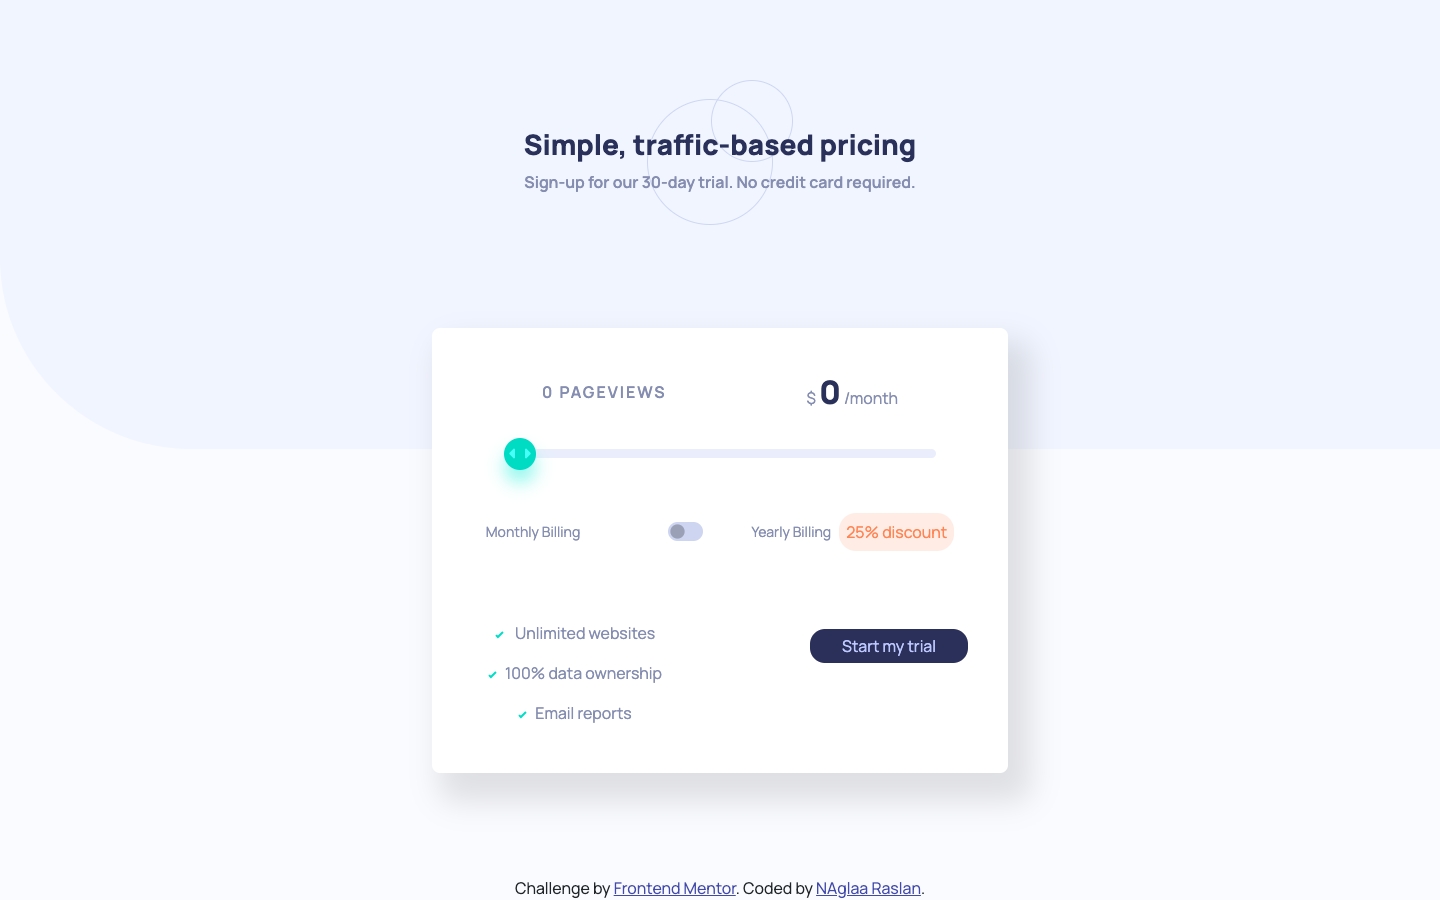 Simple, traffic-based pricing
Sign-up for our 30-day trial. No credit card required.
0 PAGEVIEWS
$ 0 /month
Monthly Billing
Yearly Billing 25% discount
Unlimited websites
100% data ownership
Email reports
Start my trial
Challenge by Frontend Mentor. Coded by NAglaa Raslan.